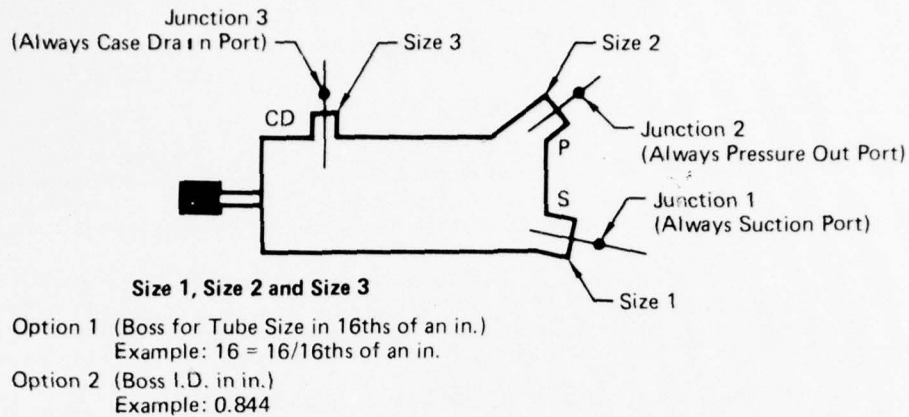 Junction 3
(Always Case Drain Port)
Size 3
Size 2
CD
Junction 2
(Always Pressure Out Port)
P
S
Junction 1
(Always Suction Port)
Size 1
Size 1, Size 2 and Size 3
Option 1 (Boss for Tube Size in 16ths of an in.)
Example: 16 = 16/16ths of an in.
Option 2 (Boss I.D. in in.)
Example: 0.844